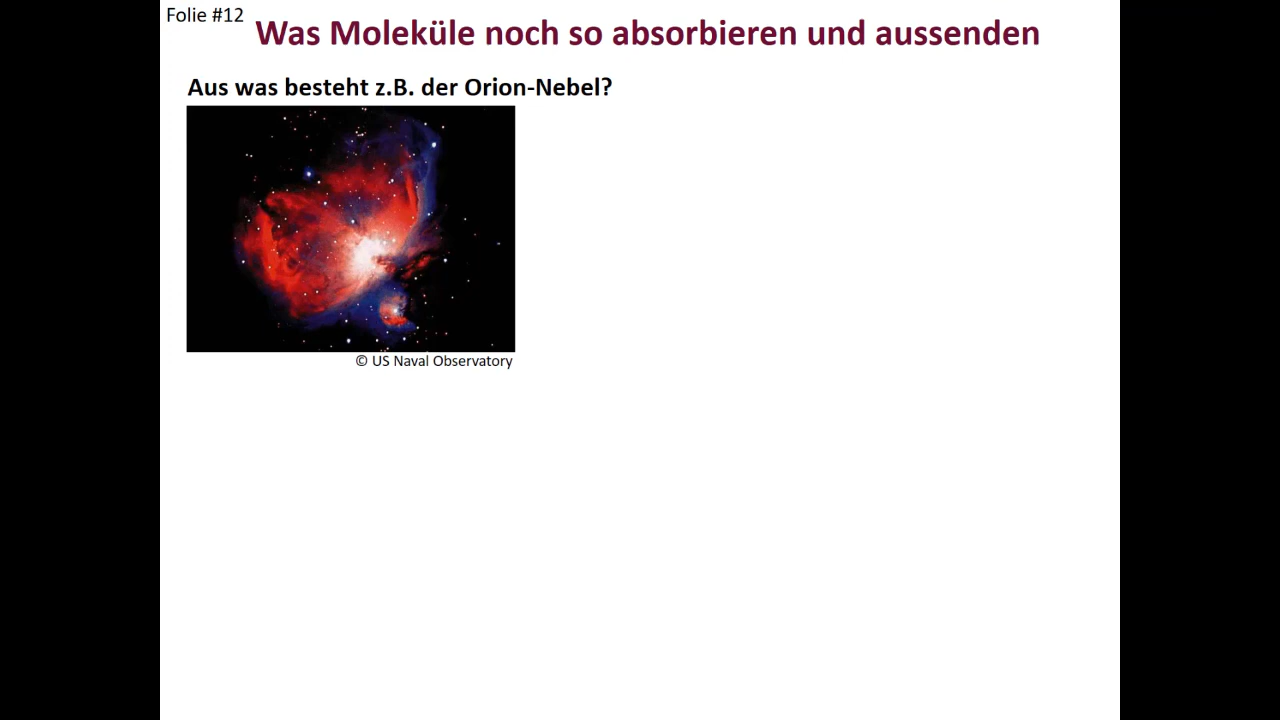 Folie #12
Was Moleküle noch so absorbieren und aussenden
Aus was besteht z.B. der Orion-Nebel?
© US Naval Observatory